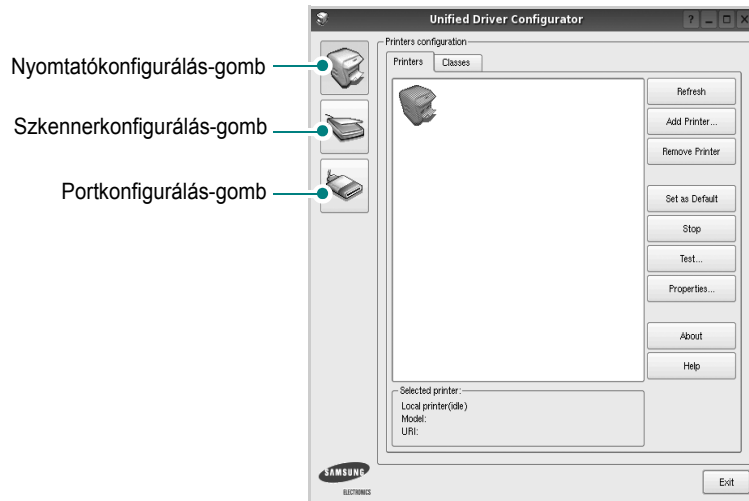 Unified Driver Configurator
Nyomtatókonfigurálás-gomb
Szkennerkonfigurálás-gomb
Portkonfigurálás-gomb
Printers configuration
Printers
Classes
Refresh
Add Printer...
Remove Printer
Set as Default
Stop
Test...
Properties...
About
Help
Selected printer:
Local printer(idle)
Model:
URI:
SAMSUNG
ELECTRONICS
Exit